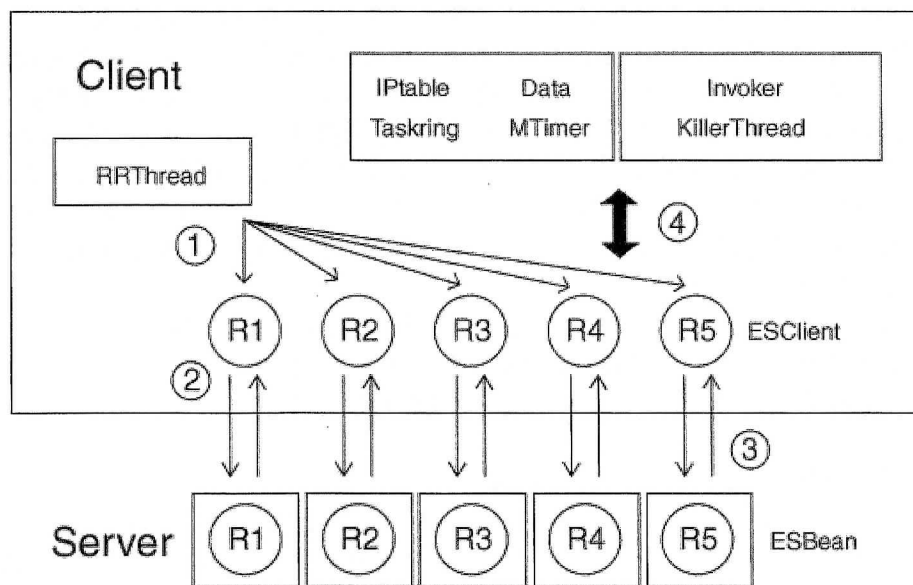 Client
IPtable Data
Taskring MTimer
Invoker
KillerThread
RRThread
1
4
R1 R2 R3 R4 R5 ESClient
2
3
Server R1 R2 R3 R4 R5 ESBean